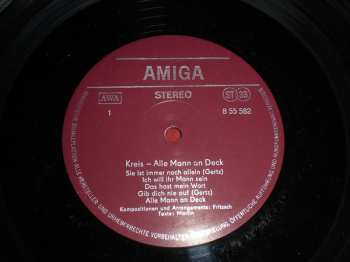 AMIGA
STEREO
AWA
ST 33
1
8 55 582
Kreis – Alle Mann an Deck
Sie ist immer noch allein (Gertz)
Ich will ihr Mann sein
Das hast mein Wort
Gib dich nie auf (Gertz)
Alle Mann an Deck
Kompositionen und Arrangements: Fritzsch
Texte: Martin